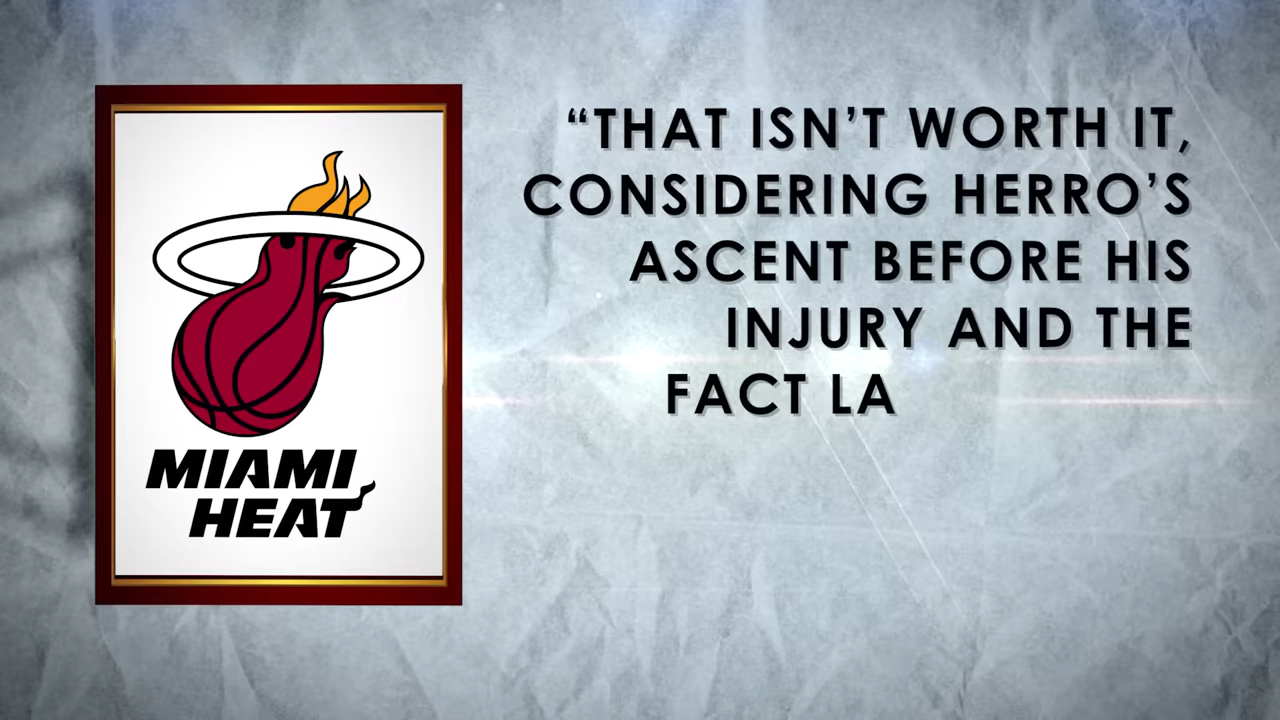 “THAT ISN’T WORTH IT,
CONSIDERING HERRO’S
ASCENT BEFORE HIS
INJURY AND THE
FACT LA
MIAMI
HEAT